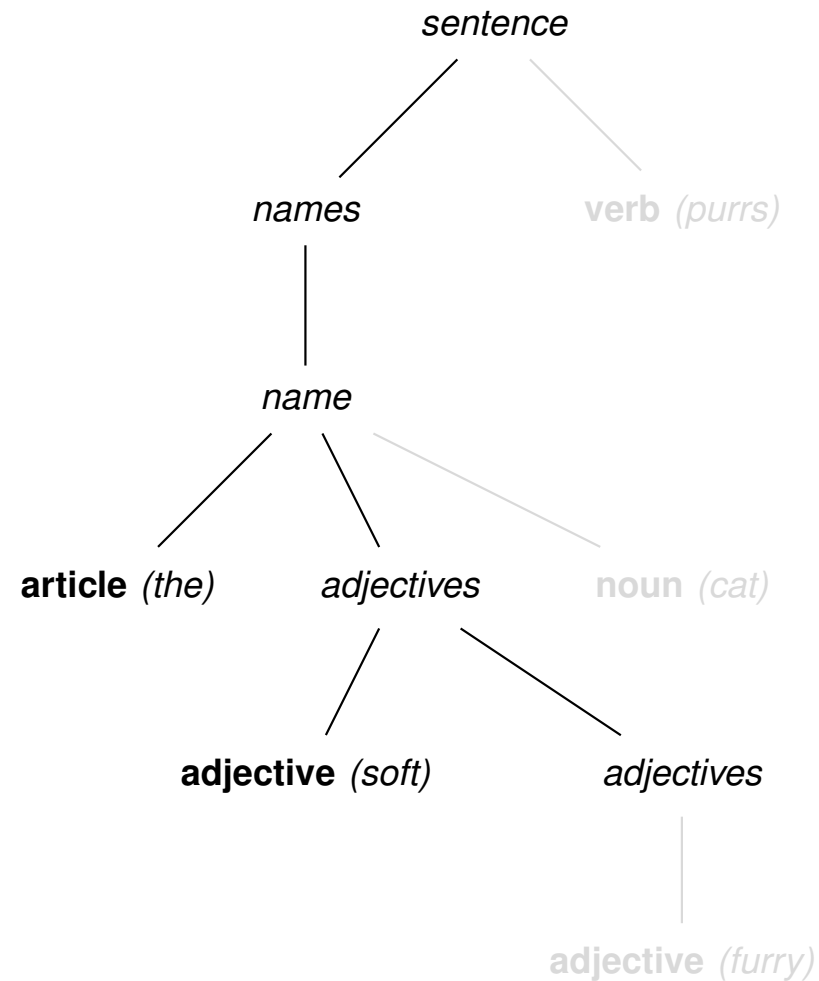 sentence
names verb (purrs)
name
article (the) adjectives noun (cat)
adjective (soft) adjectives
adjective (furry)